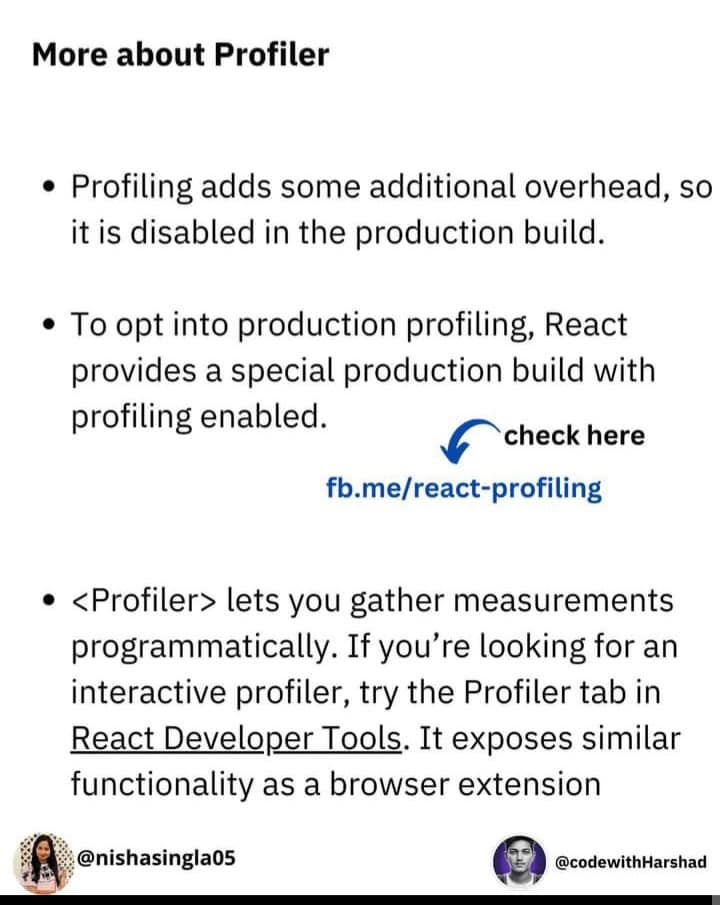 More about Profiler
• Profiling adds some additional overhead, so
it is disabled in the production build.
• To opt into production profiling, React
provides a special production build with
profiling enabled.
check here
fb.me/react-profiling
• <Profiler> lets you gather measurements
programmatically. If you’re looking for an
interactive profiler, try the Profiler tab in
React Developer Tools. It exposes similar
functionality as a browser extension
@nishasingla05
@codewithHarshad